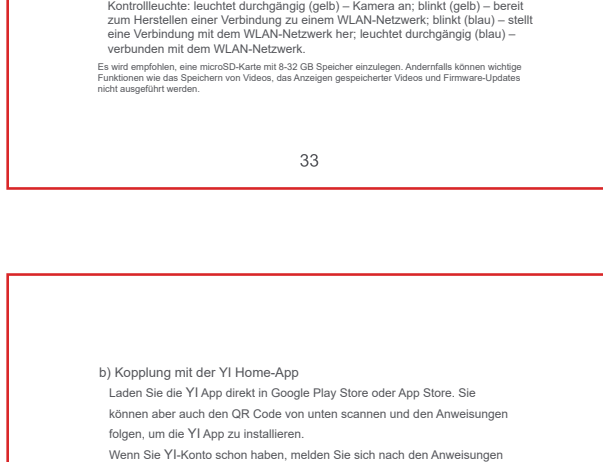 Kontrollleuchte: leuchtet durchgängig (gelb) – Kamera an; blinkt (gelb) – bereit
zum Herstellen einer Verbindung zu einem WLAN-Netzwerk; blinkt (blau) – stellt
eine Verbindung mit dem WLAN-Netzwerk her; leuchtet durchgängig (blau) –
verbunden mit dem WLAN-Netzwerk.
Es wird empfohlen, eine microSD-Karte mit 8-32 GB Speicher einzulegen. Andernfalls können wichtige
Funktionen wie das Speichern von Videos, das Anzeigen gespeicherter Videos und Firmware-Updates
nicht ausgeführt werden.
33
b) Kopplung mit der YI Home-App
Laden Sie die YI App direkt in Google Play Store oder App Store. Sie
können aber auch den QR Code von unten scannen und den Anweisungen
folgen, um die YI App zu installieren.
Wenn Sie YI-Konto schon haben, melden Sie sich nach den Anweisungen